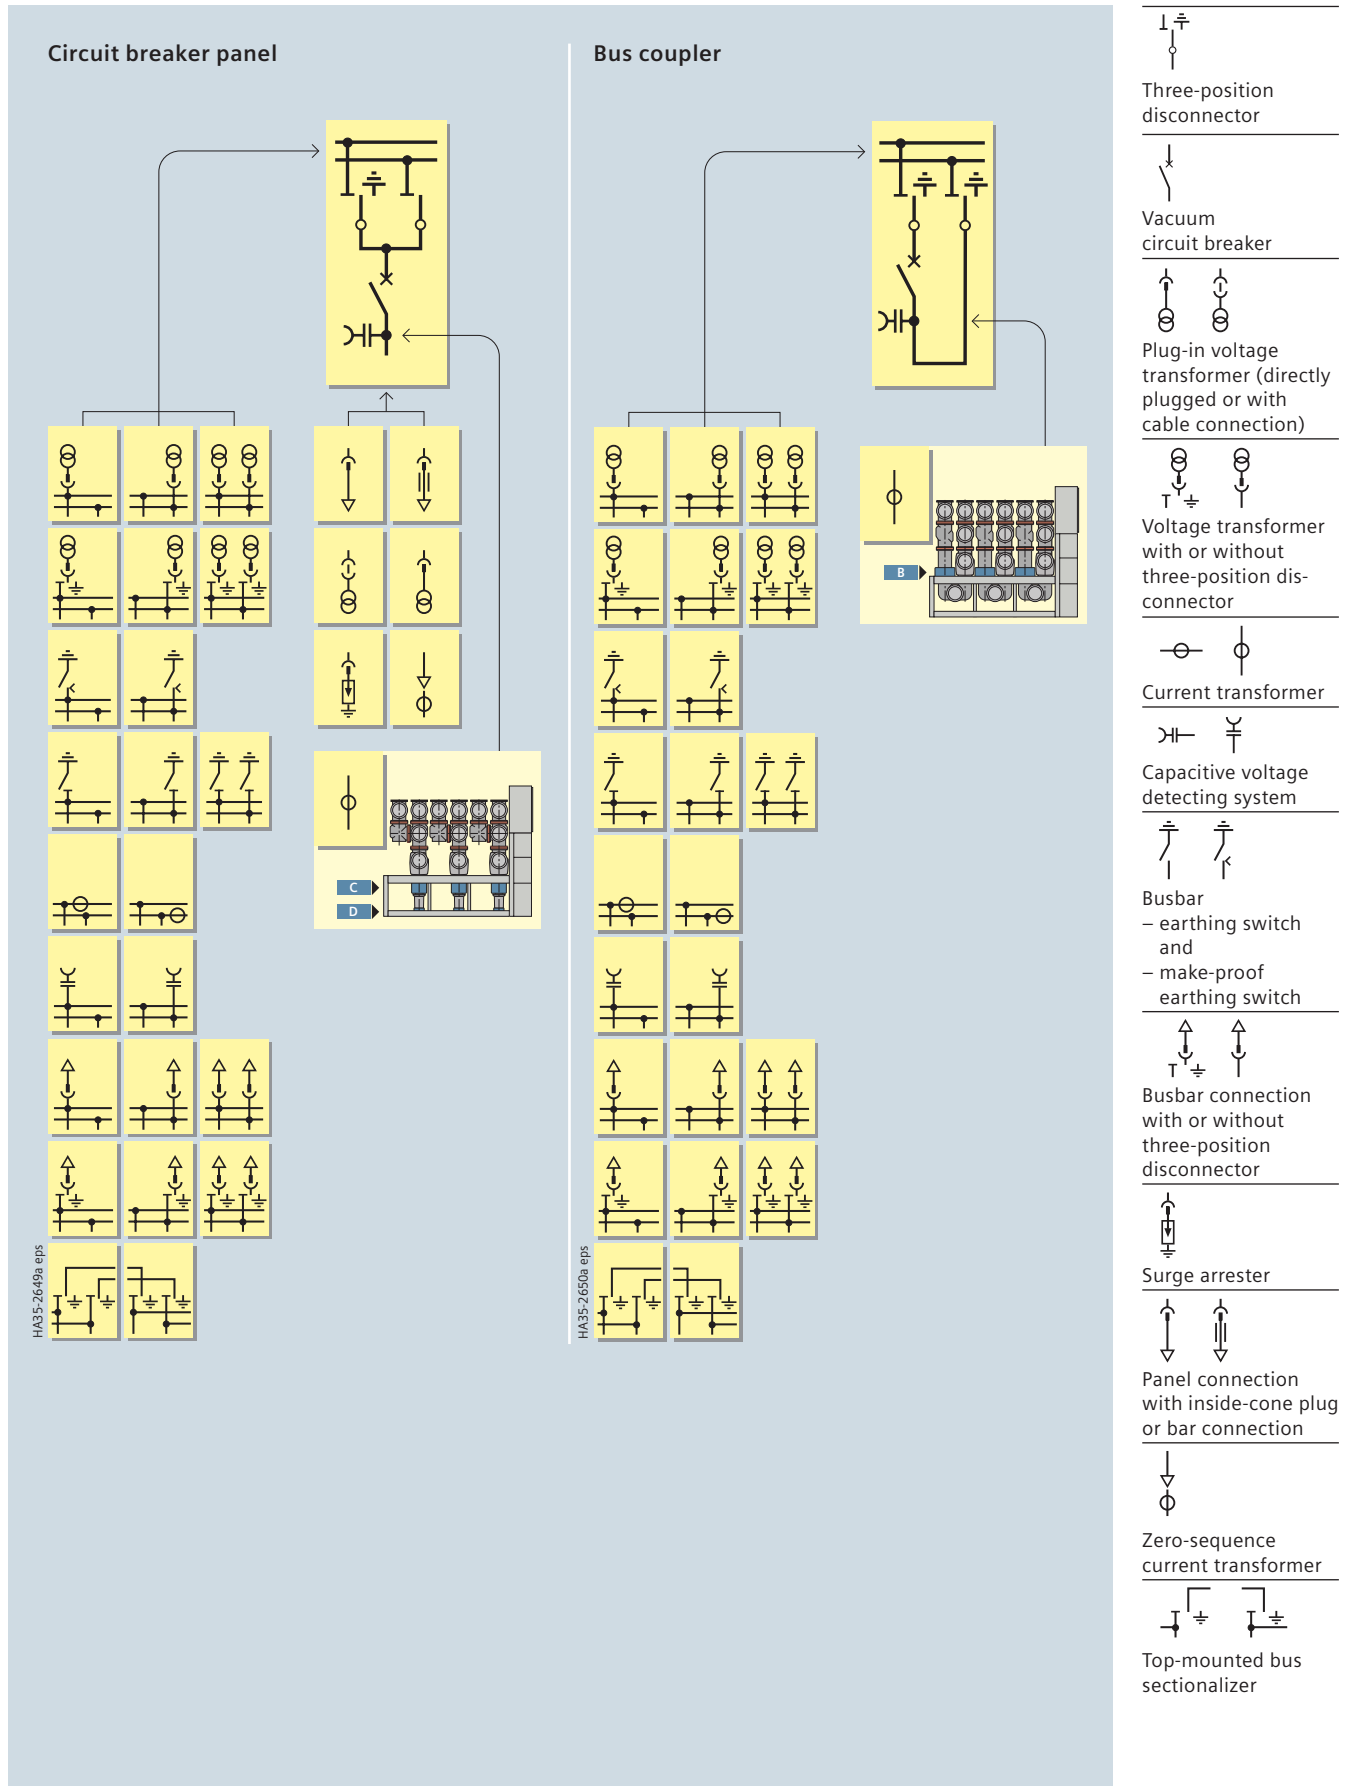 Circuit breaker panel
Bus coupler
C
D
B
HA35-2649a eps
HA35-2650a eps
Three-position
disconnector
Vacuum
circuit breaker
Plug-in voltage
transformer (directly
plugged or with
cable connection)
Voltage transformer
with or without
three-position dis-
connector
Current transformer
Capacitive voltage
detecting system
Busbar
– earthing switch
and
– make-proof
earthing switch
Busbar connection
with or without
three-position
disconnector
Surge arrester
Panel connection
with inside-cone plug
or bar connection
Zero-sequence
current transformer
Top-mounted bus
sectionalizer